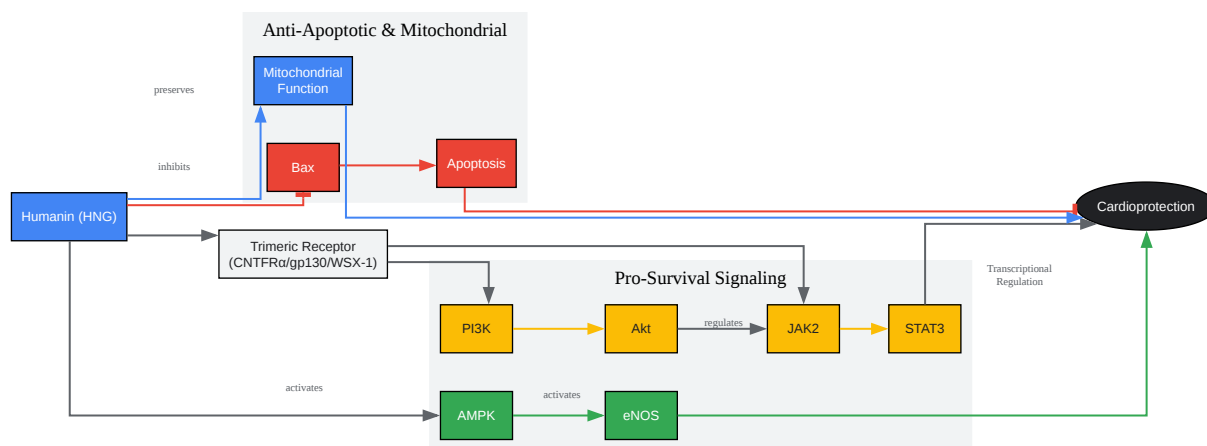 Anti-Apoptotic & Mitochondrial
Mitochondrial
Function
preserves
inhibits
Bax
Apoptosis
Humanin (HNG)
Cardioprotection
Trimeric Receptor
(CNTFRα/gp130/WSX-1)
Pro-Survival Signaling
Transcriptional
Regulation
PI3K
Akt
regulates
JAK2
STAT3
activates
AMPK
activates
eNOS